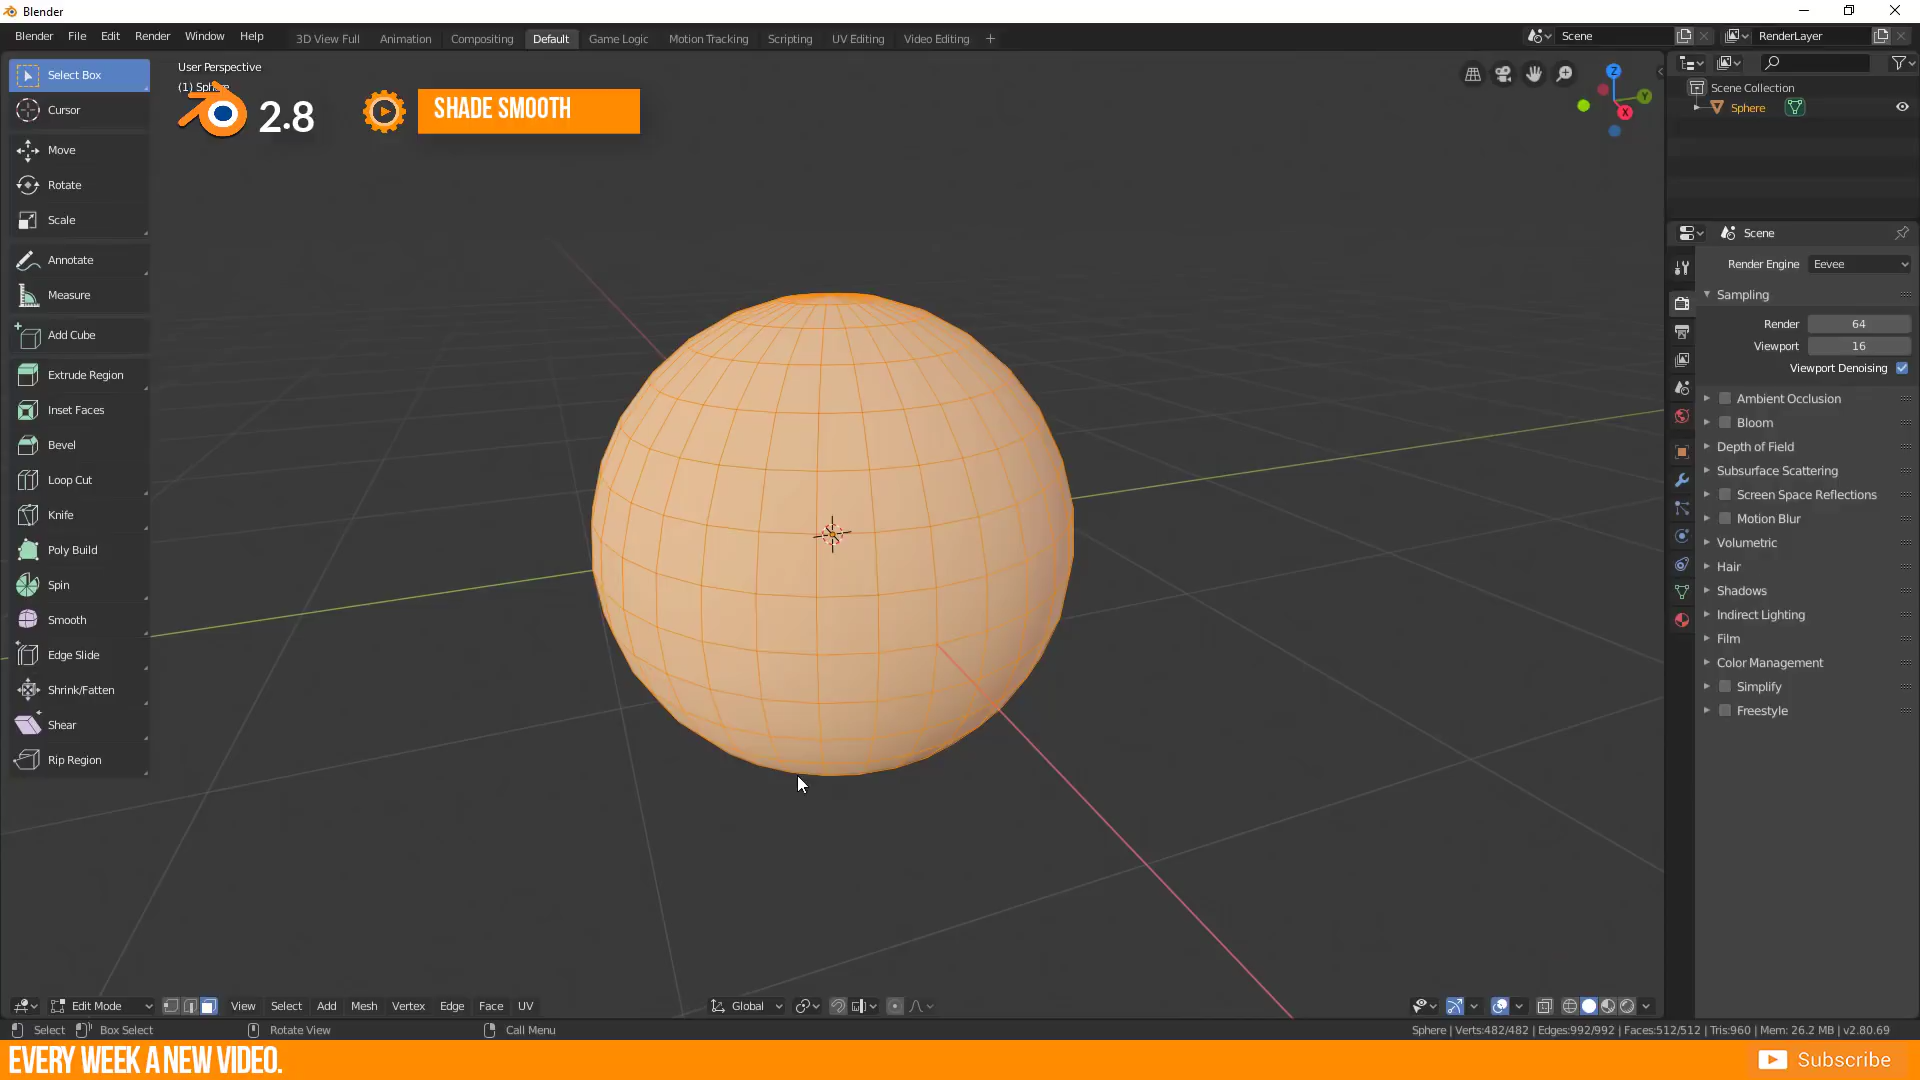 Blender
Blender File Edit Render Window Help
3D View Full Animation Compositing Default Game Logic Motion Tracking Scripting UV Editing Video Editing +
Scene
RenderLayer
User Perspective
(1) Sphere
2.8
SHADE SMOOTH
Z
Y
X
Select Box
Cursor
Move
Rotate
Scale
Annotate
Measure
Add Cube
Extrude Region
Inset Faces
Bevel
Loop Cut
Knife
Poly Build
Spin
Smooth
Edge Slide
Shrink/Fatten
Shear
Rip Region
Scene Collection
Sphere
Scene
Render Engine Eevee
Sampling
Render 64
Viewport 16
Viewport Denoising
Ambient Occlusion
Bloom
Depth of Field
Subsurface Scattering
Screen Space Reflections
Motion Blur
Volumetric
Hair
Shadows
Indirect Lighting
Film
Color Management
Simplify
Freestyle
Edit Mode View Select Add Mesh Vertex Edge Face UV
Global
Select Box Select Rotate View Call Menu
Sphere | Verts:482/482 | Edges:992/992 | Faces:512/512 | Tris:960 | Mem: 26.2 MB | v2.80.69
EVERY WEEK A NEW VIDEO.
Subscribe